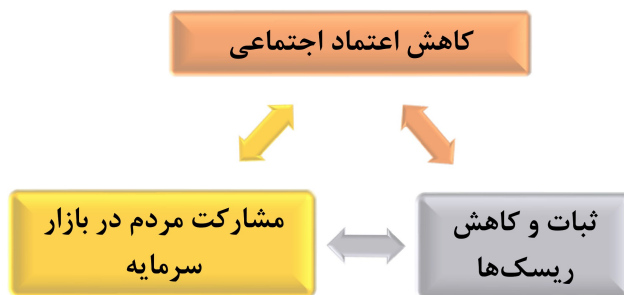 کاهش اعتماد اجتماعی
ثبات و کاهش
ریسک‌ها
مشارکت مردم در بازار
سرمایه